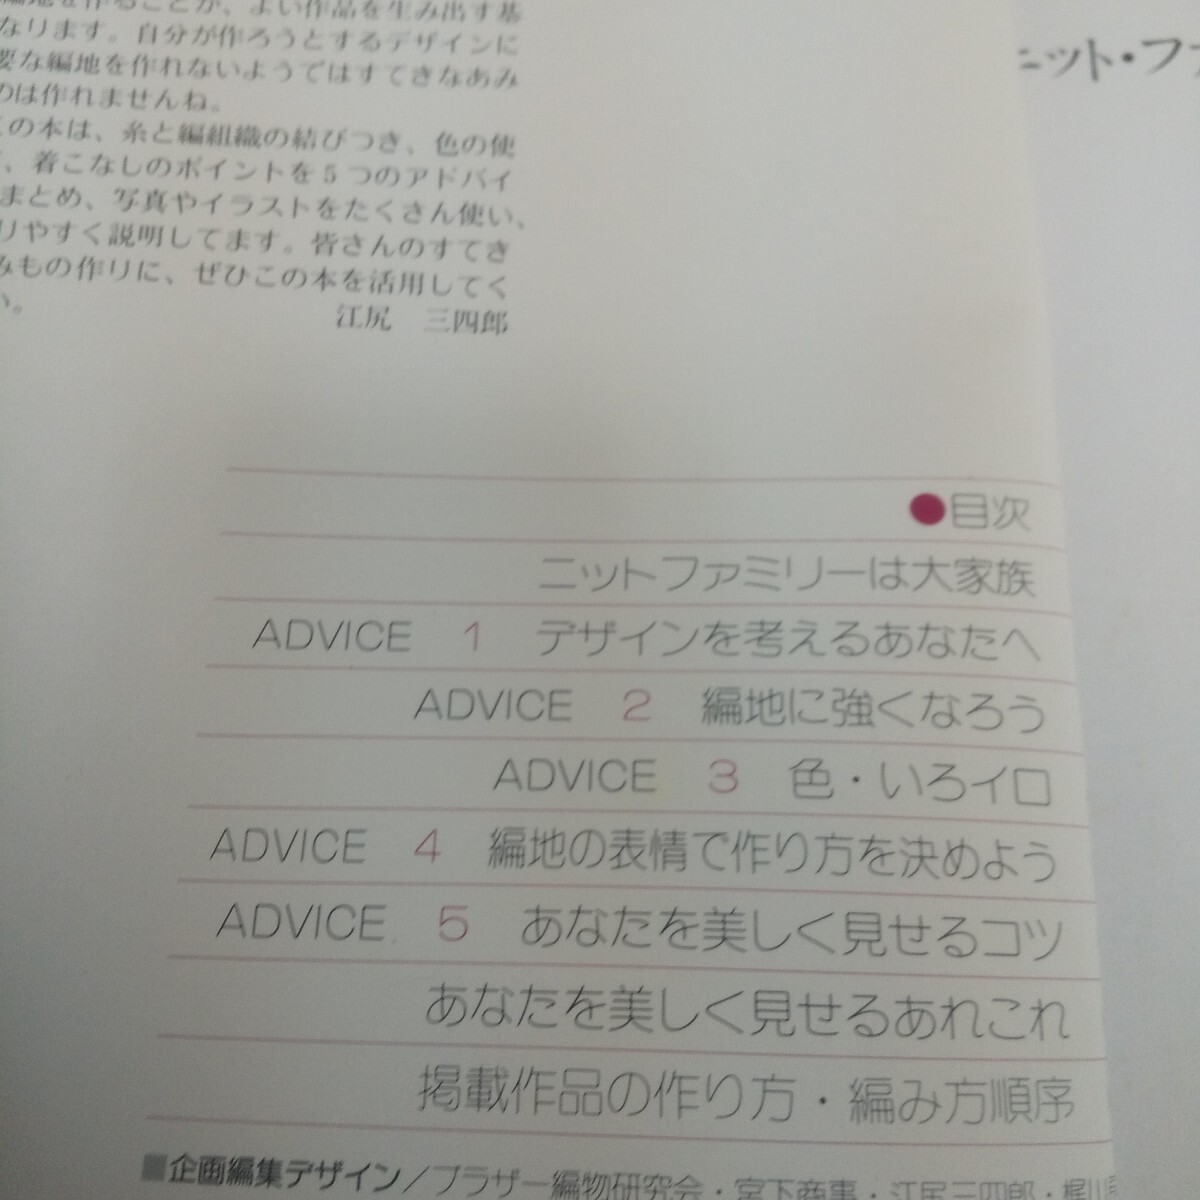 編地を作ることが、よい作品を生み出す基
なります。自分が作ろうとするデザインに
要な編地を作れないようではすてきなあみ
のは作れませんね。
この本は、糸と編組織の結びつき、色の使
、着こなしのポイントを5つのアドバイ
まとめ、写真やイラストをたくさん使い、
りやすく説明してます。皆さんのすてき
みもの作りに、ぜひこの本を活用してく
い。
江尻 三四郎
ニット・ファ
●目次
ニットファミリーは大家族
ADVICE 1 デザインを考えるあなたへ
ADVICE 2 編地に強くなろう
ADVICE 3 色・いろイロ
ADVICE 4 編地の表情で作り方を決めよう
ADVICE 5 あなたを美しく見せるコツ
あなたを美しく見せるあれこれ
掲載作品の作り方・編み方順序
■企画編集デザイン/ブラザー編物研究会・宮下商事・江尻三四郎・堀川